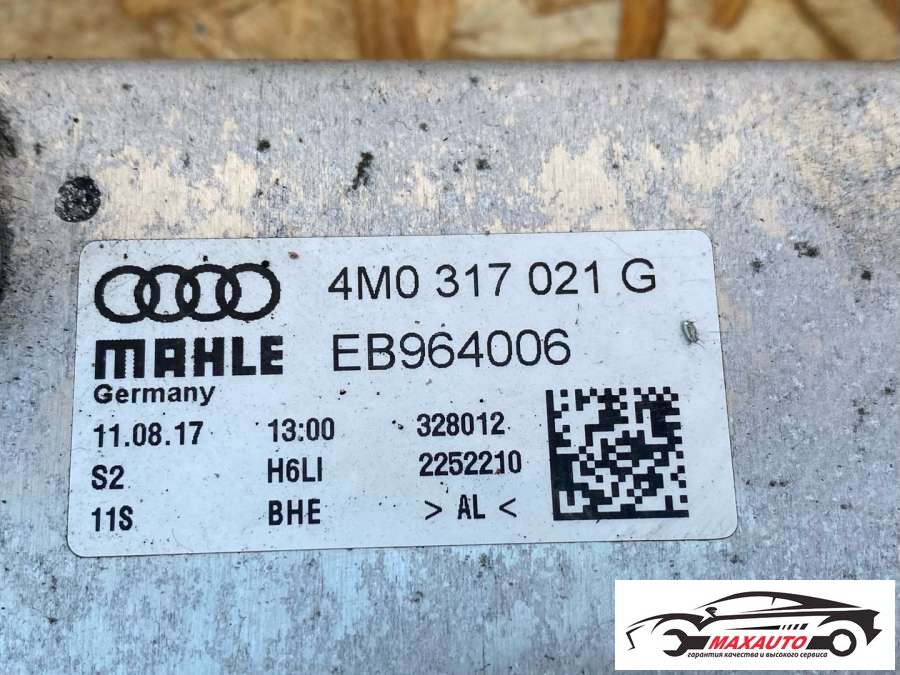 4M0 317 021 G
MAHLE EB964006
Germany
11.08.17 13:00 328012
S2 H6LI 2252210
11S BHE > AL <
MAXAUTO
гарантия качества и высокого сервиса